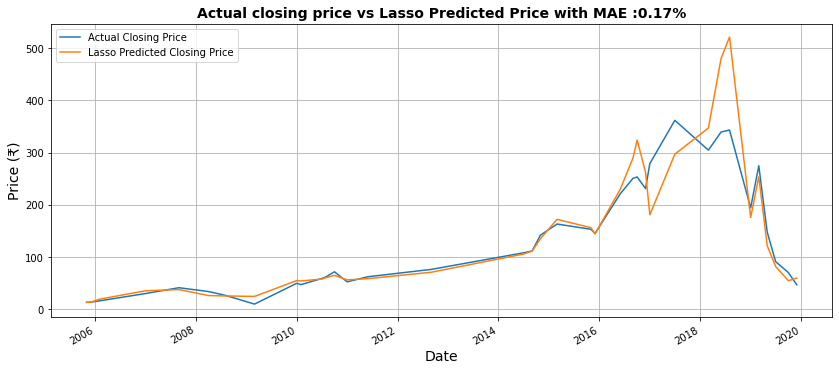 Actual closing price vs Lasso Predicted Price with MAE :0.17%
Actual Closing Price
Lasso Predicted Closing Price
Price (₹)
500
400
300
200
100
0
2006
2008
2010
2012
2014
2016
2018
2020
Date